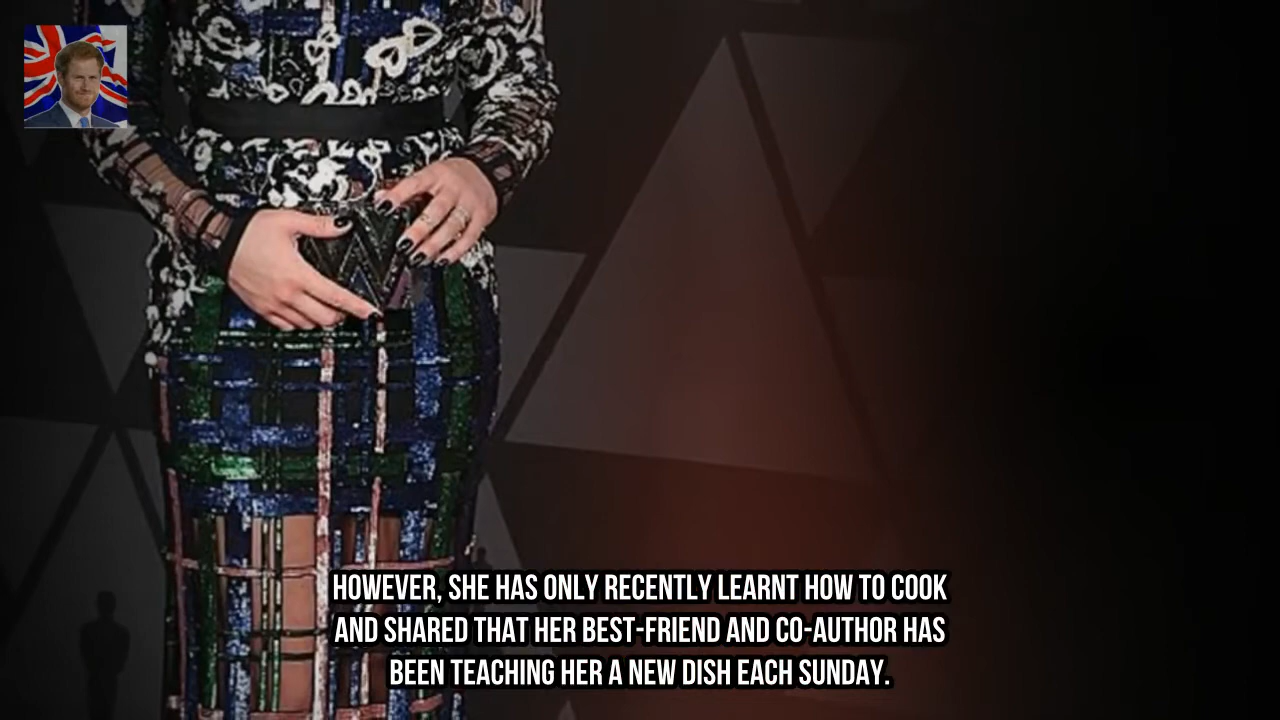 HOWEVER, SHE HAS ONLY RECENTLY LEARNT HOW TO COOK
AND SHARED THAT HER BEST-FRIEND AND CO-AUTHOR HAS
BEEN TEACHING HER A NEW DISH EACH SUNDAY.